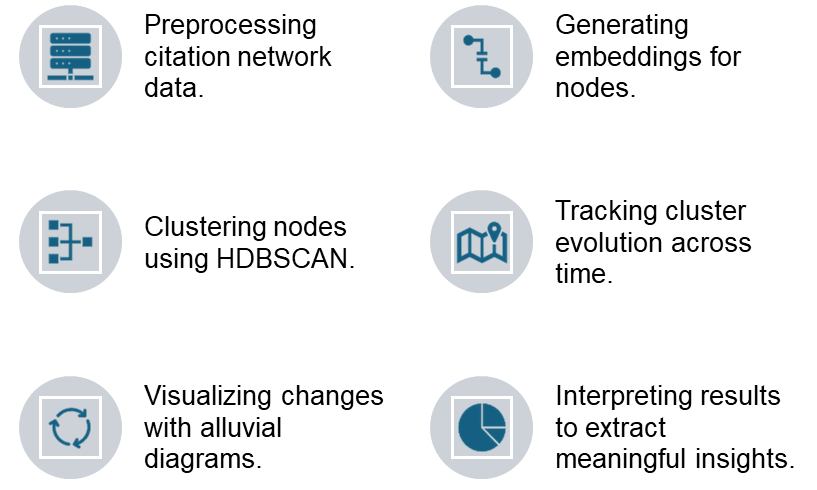 Preprocessing
citation network
data.
Generating
embeddings for
nodes.
Clustering nodes
using HDBSCAN.
Tracking cluster
evolution across
time.
Visualizing changes
with alluvial
diagrams.
Interpreting results
to extract
meaningful insights.